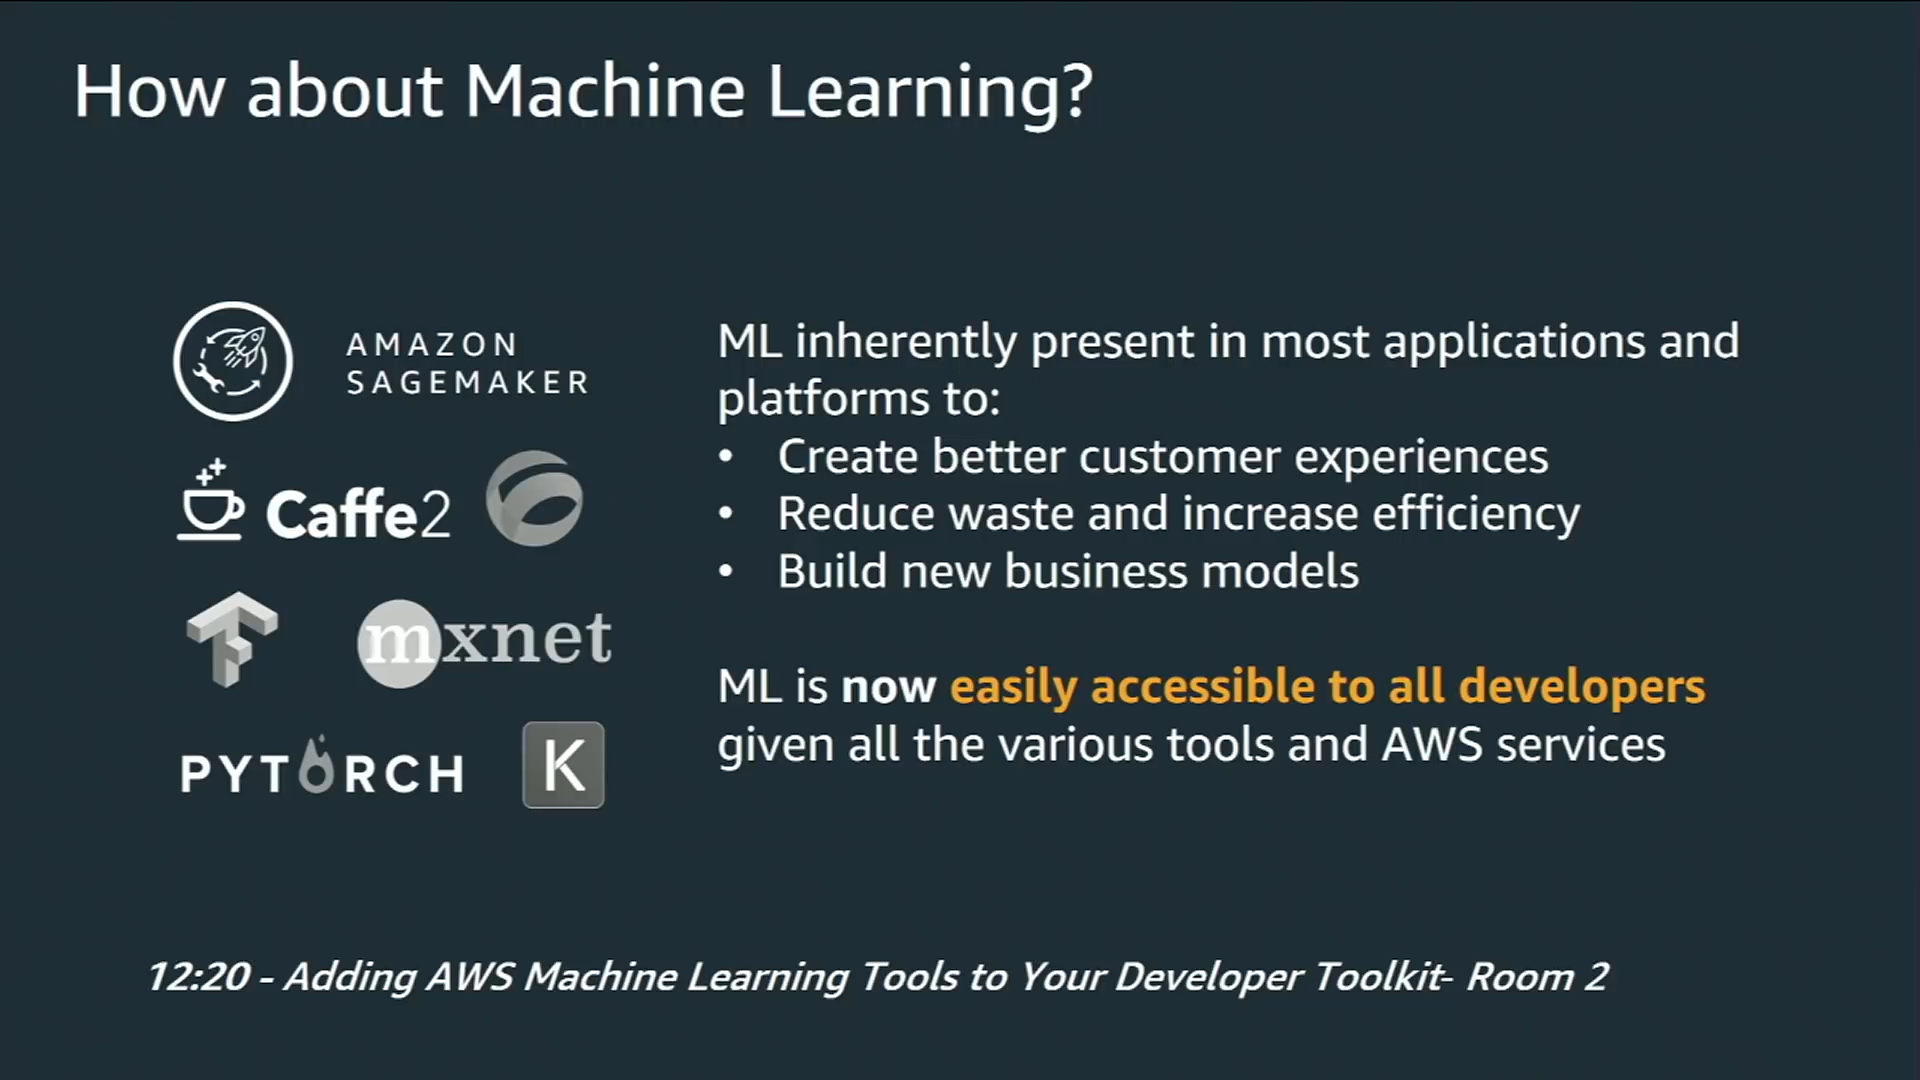 How about Machine Learning?
AMAZON
SAGEMAKER
Caffe2
mxnet
PYTORCH
K
ML inherently present in most applications and
platforms to:
• Create better customer experiences
• Reduce waste and increase efficiency
• Build new business models
ML is now easily accessible to all developers
given all the various tools and AWS services
12:20 - Adding AWS Machine Learning Tools to Your Developer Toolkit- Room 2